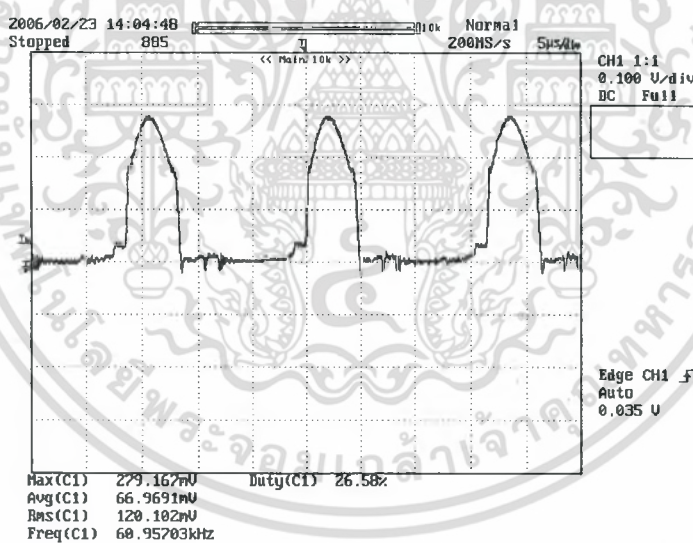 2006/02/23 14:04:48 10k Normal
Stopped 885 200MS/s 5μs/div
<< Main:10k >>
CH1 1:1
0.100 V/div
DC Full
Edge CH1
Auto
0.035 V
Max(C1) 279.167mV Duty(C1) 26.58%
Avg(C1) 66.9691mV
Rms(C1) 120.102mV
Freq(C1) 60.95703kHz